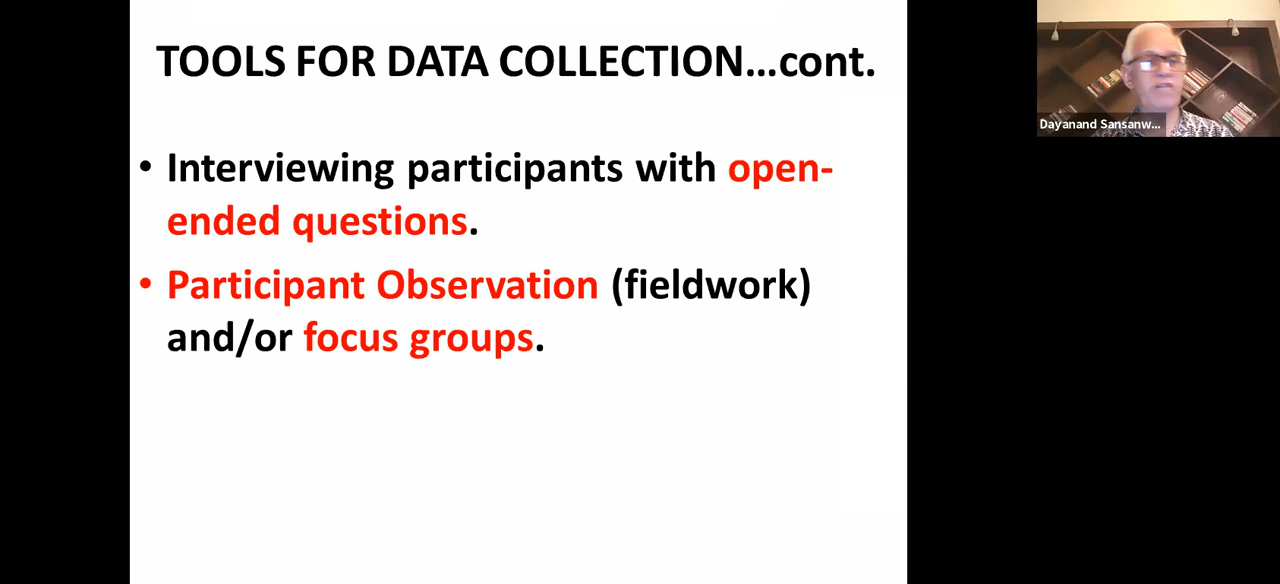 TOOLS FOR DATA COLLECTION...cont.
• Interviewing participants with open-
ended questions.
• Participant Observation (fieldwork)
and/or focus groups.
Dayanand Sansanw...